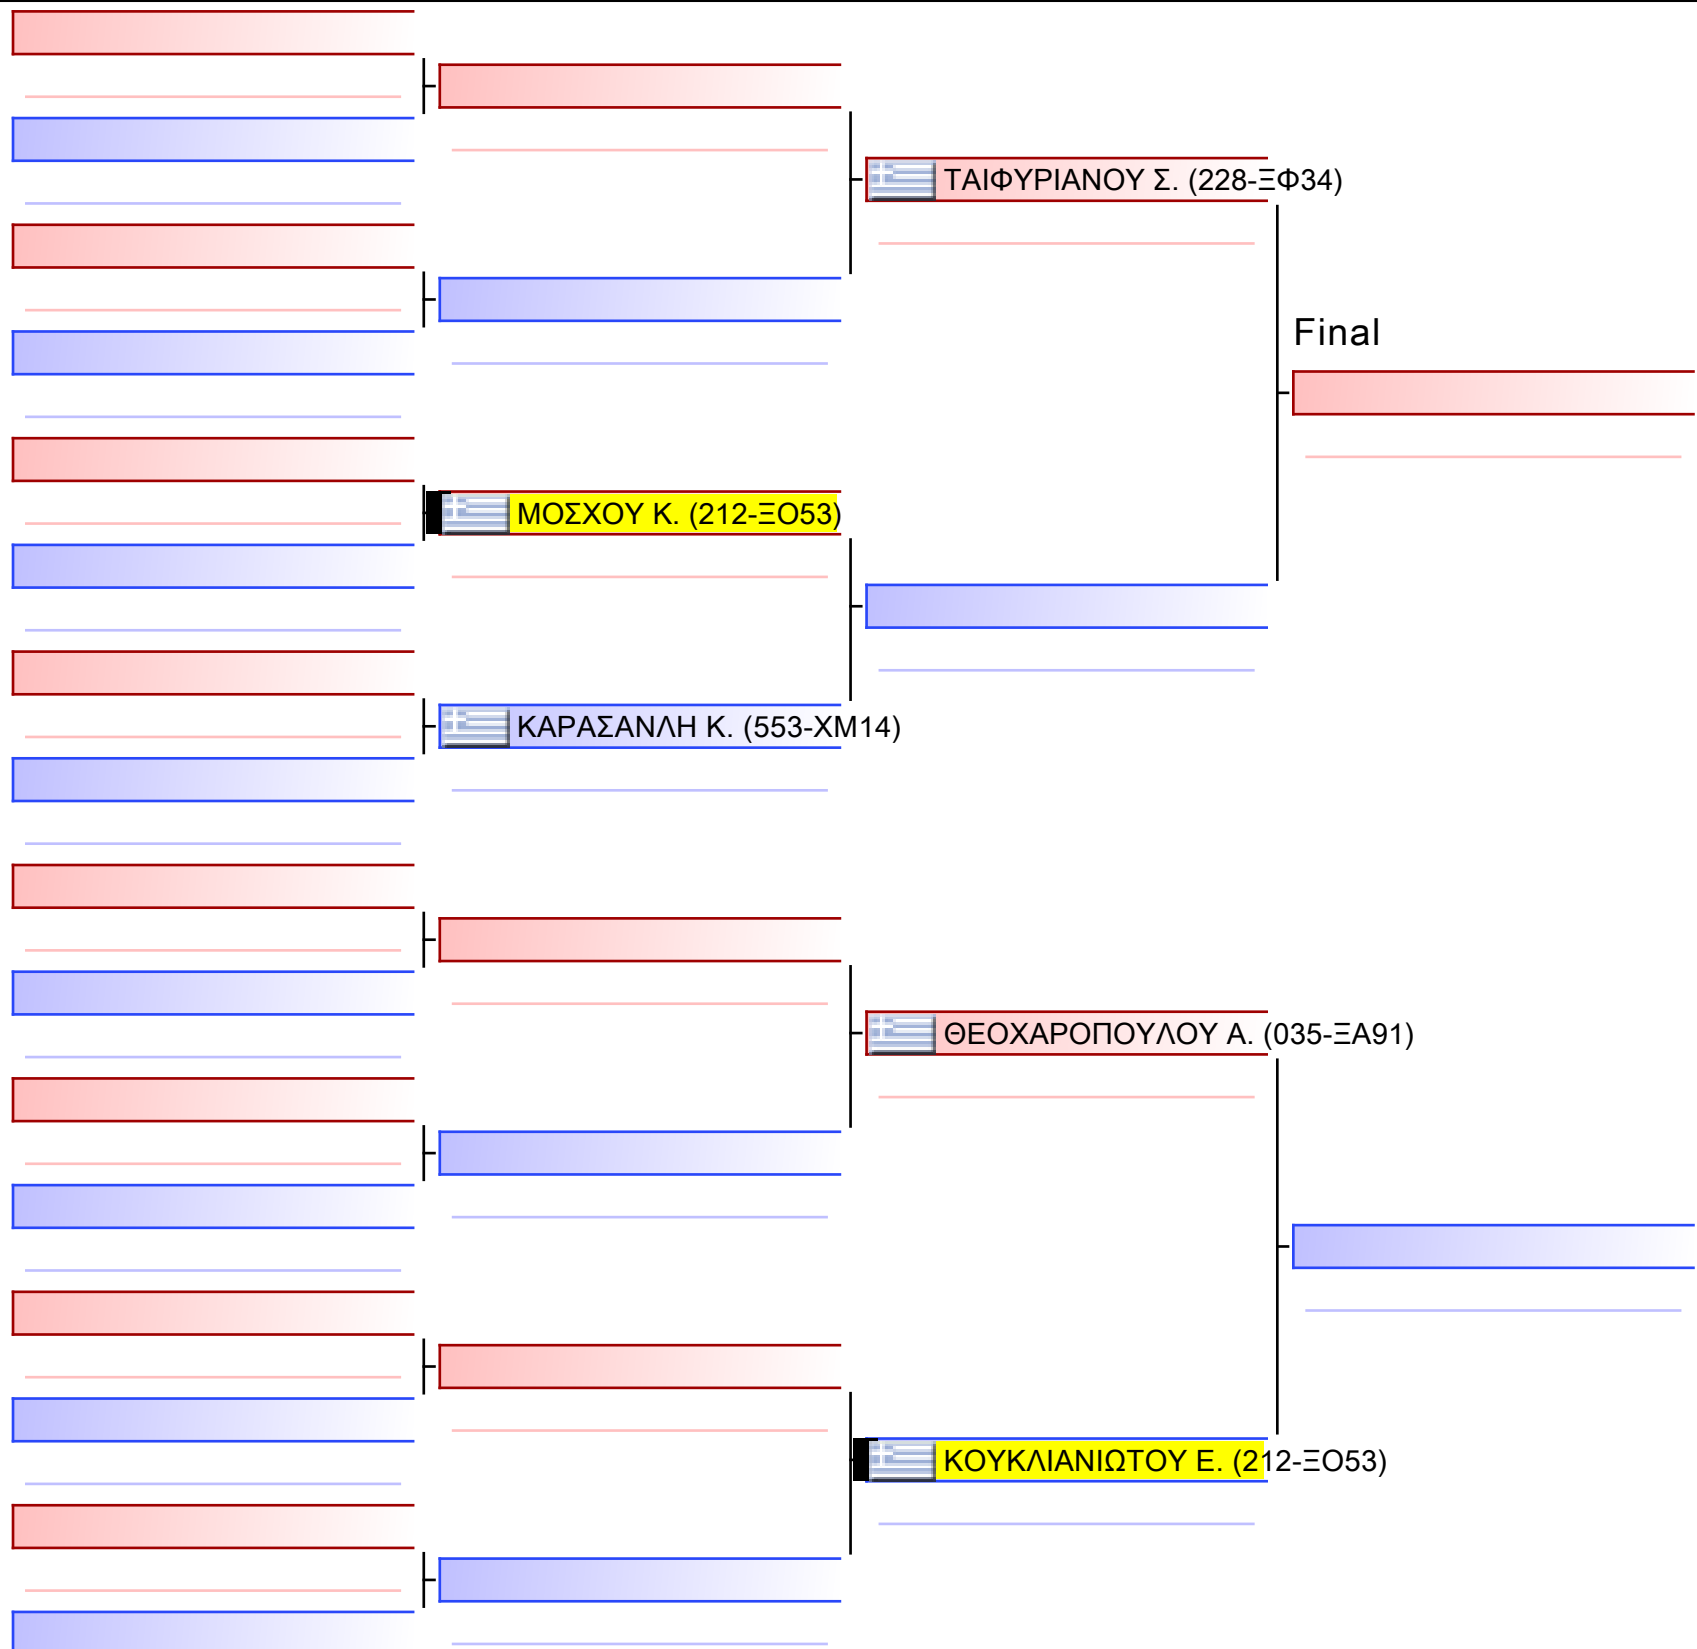 ΤΑΙΦΥΡΙΑΝΟΥ Σ. (228-ΞΦ34)
Final
ΜΟΣΧΟΥ Κ. (212-ΞΟ53)
ΚΑΡΑΣΑΝΛΗ Κ. (553-ΧΜ14)
ΘΕΟΧΑΡΟΠΟΥΛΟΥ Α. (035-ΞΑ91)
ΚΟΥΚΛΙΑΝΙΩΤΟΥ Ε. (212-ΞΟ53)